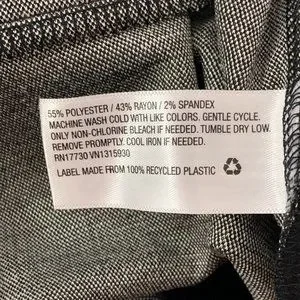 55% POLYESTER / 43% RAYON / 2% SPANDEX
MACHINE WASH COLD WITH LIKE COLORS. GENTLE CYCLE.
ONLY NON-CHLORINE BLEACH IF NEEDED. TUMBLE DRY LOW.
REMOVE PROMPTLY. COOL IRON IF NEEDED.
RN17730 VN1315930
LABEL MADE FROM 100% RECYCLED PLASTIC